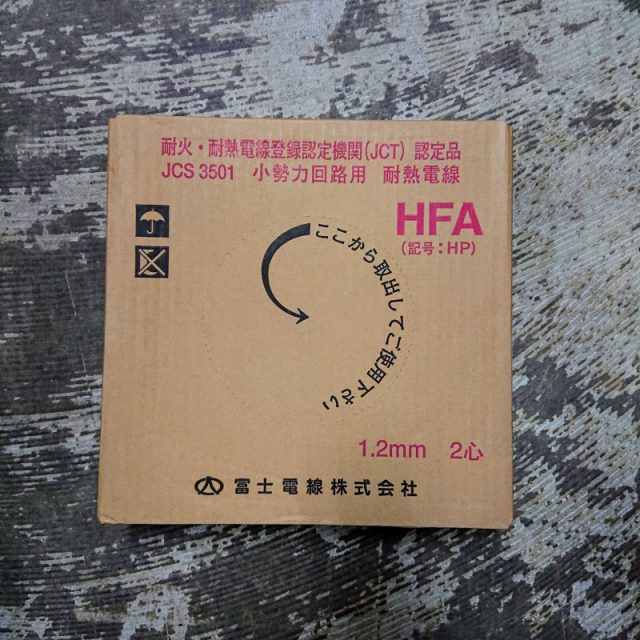 耐火・耐熱電線登録認定機関(JCT) 認定品
JCS 3501 小勢力回路用 耐熱電線
HFA
(記号:HP)
ここから取出してご使用下さい
1.2mm 2心
富士電線株式会社